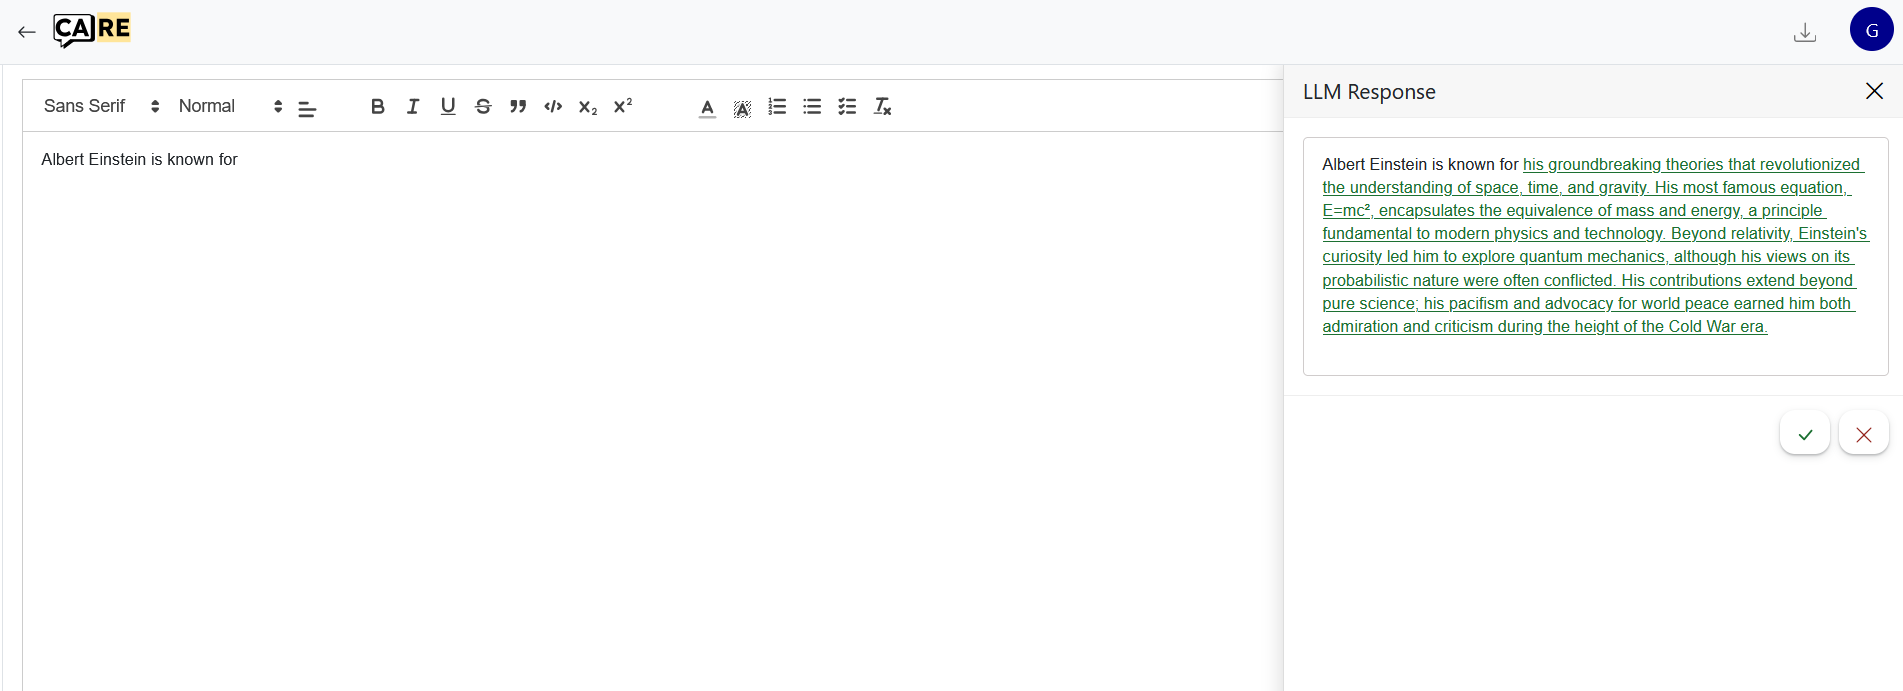 CARE
G
Sans Serif Normal
Albert Einstein is known for
LLM Response
Albert Einstein is known for his groundbreaking theories that revolutionized
the understanding of space, time, and gravity. His most famous equation,
E=mc², encapsulates the equivalence of mass and energy, a principle
fundamental to modern physics and technology. Beyond relativity, Einstein's
curiosity led him to explore quantum mechanics, although his views on its
probabilistic nature were often conflicted. His contributions extend beyond
pure science; his pacifism and advocacy for world peace earned him both
admiration and criticism during the height of the Cold War era.